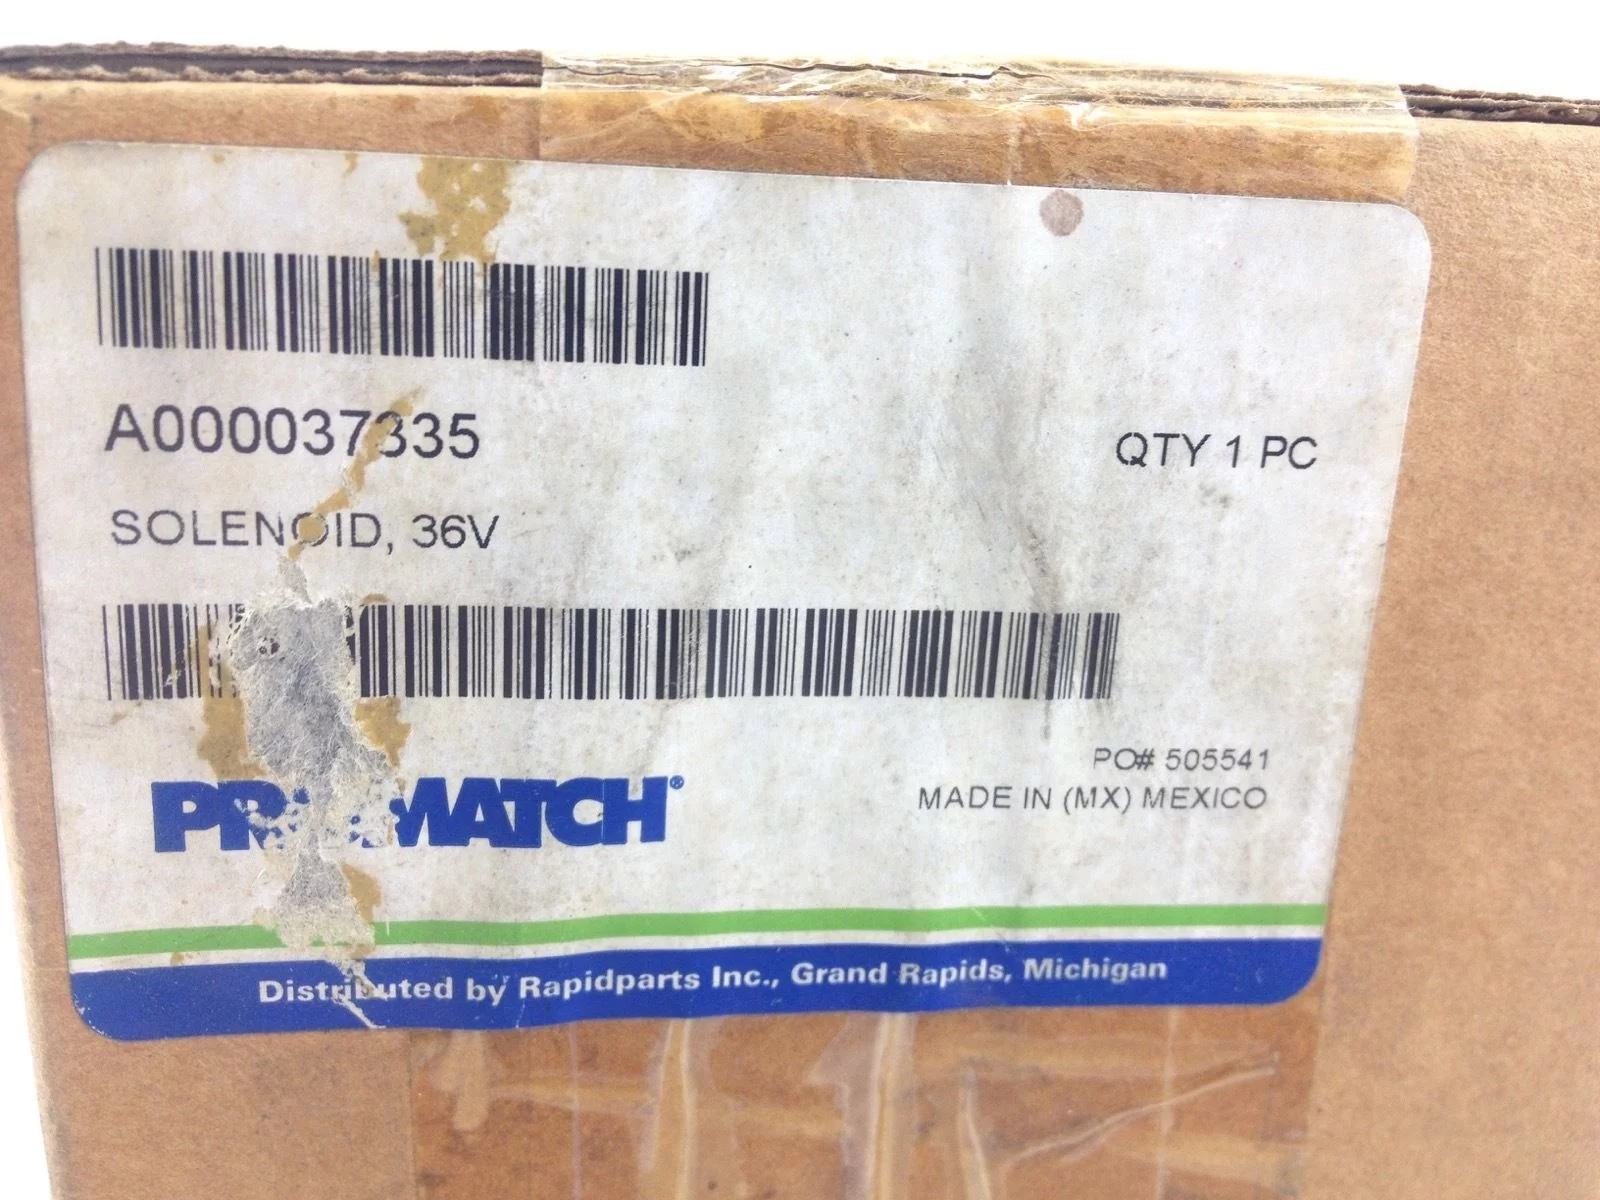 A000037335
QTY 1 PC
SOLENOID, 36V
PO# 505541
MADE IN (MX) MEXICO
Distributed by Rapidparts Inc., Grand Rapids, Michigan